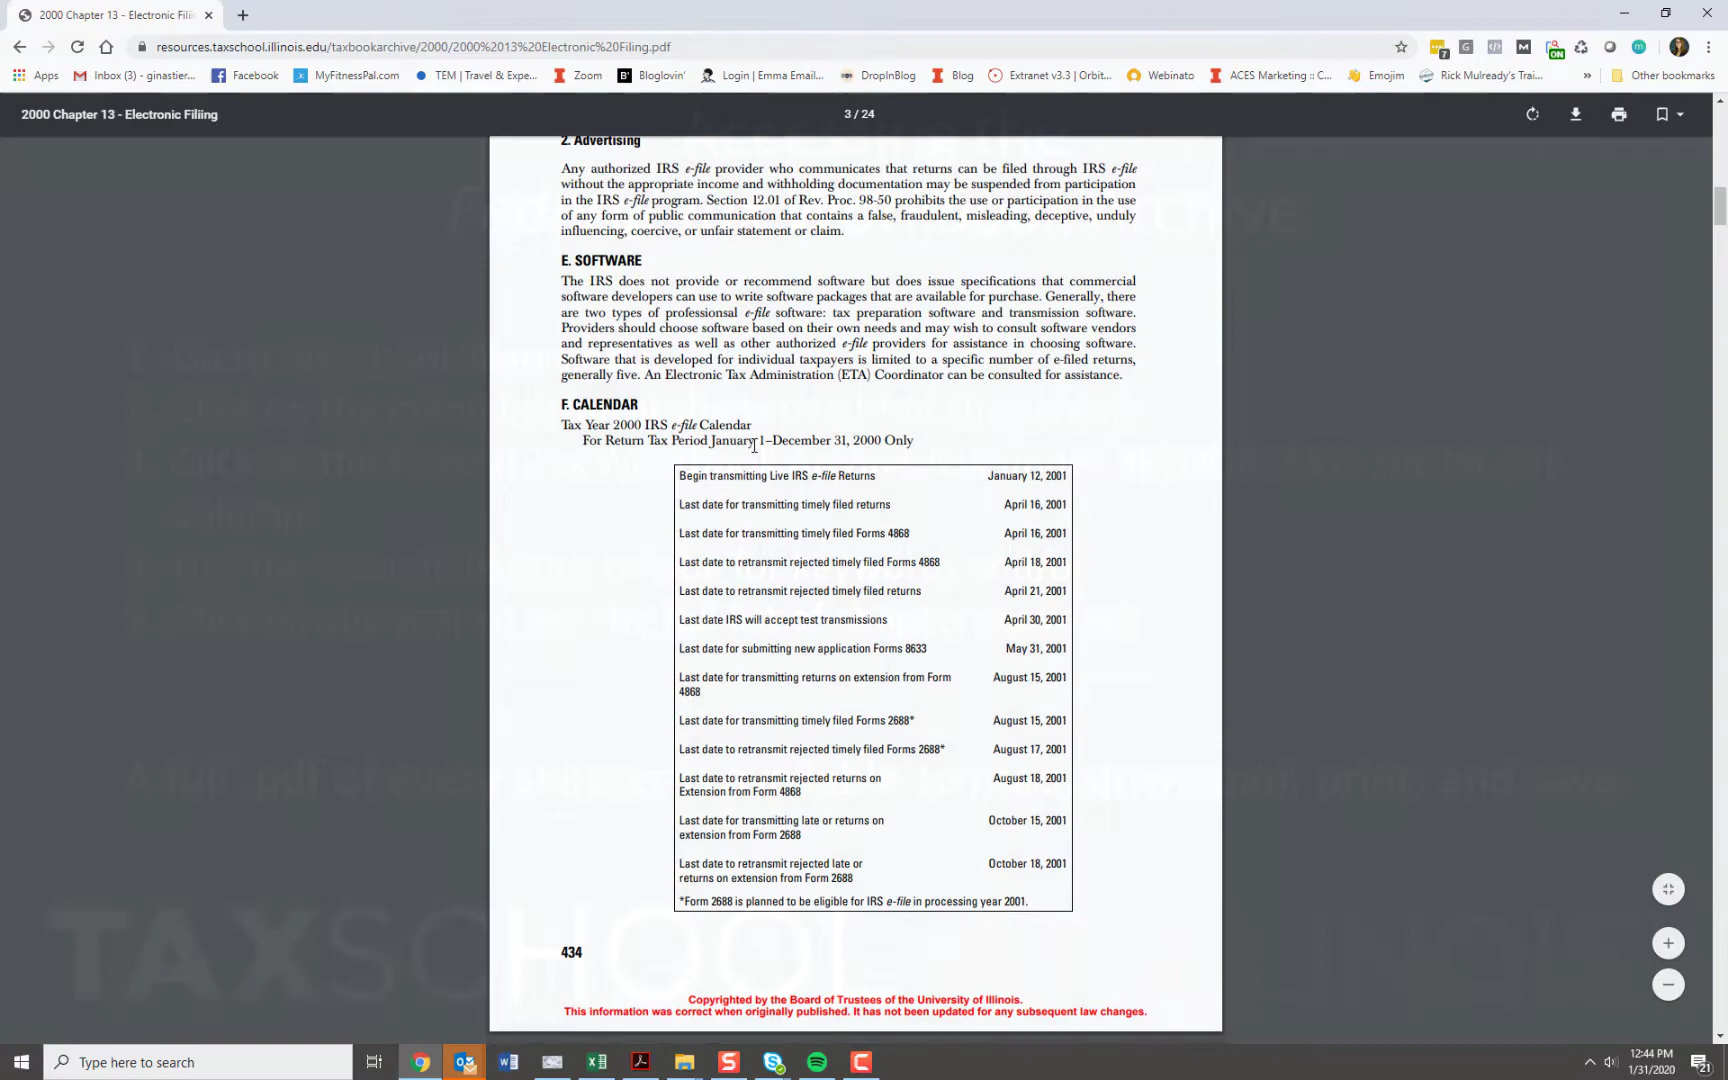 2000 Chapter 13 - Electronic Fili
resources.taxschool.illinois.edu/taxbookarchive/2000/2000%2013%20Electronic%20Filing.pdf
7
ON
Apps
Inbox (3) - ginastier...
Facebook
MyFitnessPal.com
TEM | Travel & Expe...
Zoom
Bloglovin'
Login | Emma Email...
DropInBlog
Blog
Extranet v3.3 | Orbit...
Webinato
ACES Marketing :: C...
Emojim
Rick Mulready's Trai...
»
Other bookmarks
2000 Chapter 13 - Electronic Filiing
3 / 24
2. Advertising
Any authorized IRS e-file provider who communicates that returns can be filed through IRS e-file
without the appropriate income and withholding documentation may be suspended from participation
in the IRS e-file program. Section 12.01 of Rev. Proc. 98-50 prohibits the use or participation in the use
of any form of public communication that contains a false, fraudulent, misleading, deceptive, unduly
influencing, coercive, or unfair statement or claim.
E. SOFTWARE
The IRS does not provide or recommend software but does issue specifications that commercial
software developers can use to write software packages that are available for purchase. Generally, there
are two types of professionsal e-file software: tax preparation software and transmission software.
Providers should choose software based on their own needs and may wish to consult software vendors
and representatives as well as other authorized e-file providers for assistance in choosing software.
Software that is developed for individual taxpayers is limited to a specific number of e-filed returns,
generally five. An Electronic Tax Administration (ETA) Coordinator can be consulted for assistance.
F. CALENDAR
Tax Year 2000 IRS e-file Calendar
For Return Tax Period January 1–December 31, 2000 Only
Begin transmitting Live IRS e-file Returns January 12, 2001
Last date for transmitting timely filed returns April 16, 2001
Last date for transmitting timely filed Forms 4868 April 16, 2001
Last date to retransmit rejected timely filed Forms 4868 April 18, 2001
Last date to retransmit rejected timely filed returns April 21, 2001
Last date IRS will accept test transmissions April 30, 2001
Last date for submitting new application Forms 8633 May 31, 2001
Last date for transmitting returns on extension from Form August 15, 2001
4868
Last date for transmitting timely filed Forms 2688* August 15, 2001
Last date to retransmit rejected timely filed Forms 2688* August 17, 2001
Last date to retransmit rejected returns on August 18, 2001
Extension from Form 4868
Last date for transmitting late or returns on October 15, 2001
extension from Form 2688
Last date to retransmit rejected late or October 18, 2001
returns on extension from Form 2688
*Form 2688 is planned to be eligible for IRS e-file in processing year 2001.
434
TAXSCHOOL
Copyrighted by the Board of Trustees of the University of Illinois.
This information was correct when originally published. It has not been updated for any subsequent law changes.
Type here to search
12:44 PM
1/31/2020
21